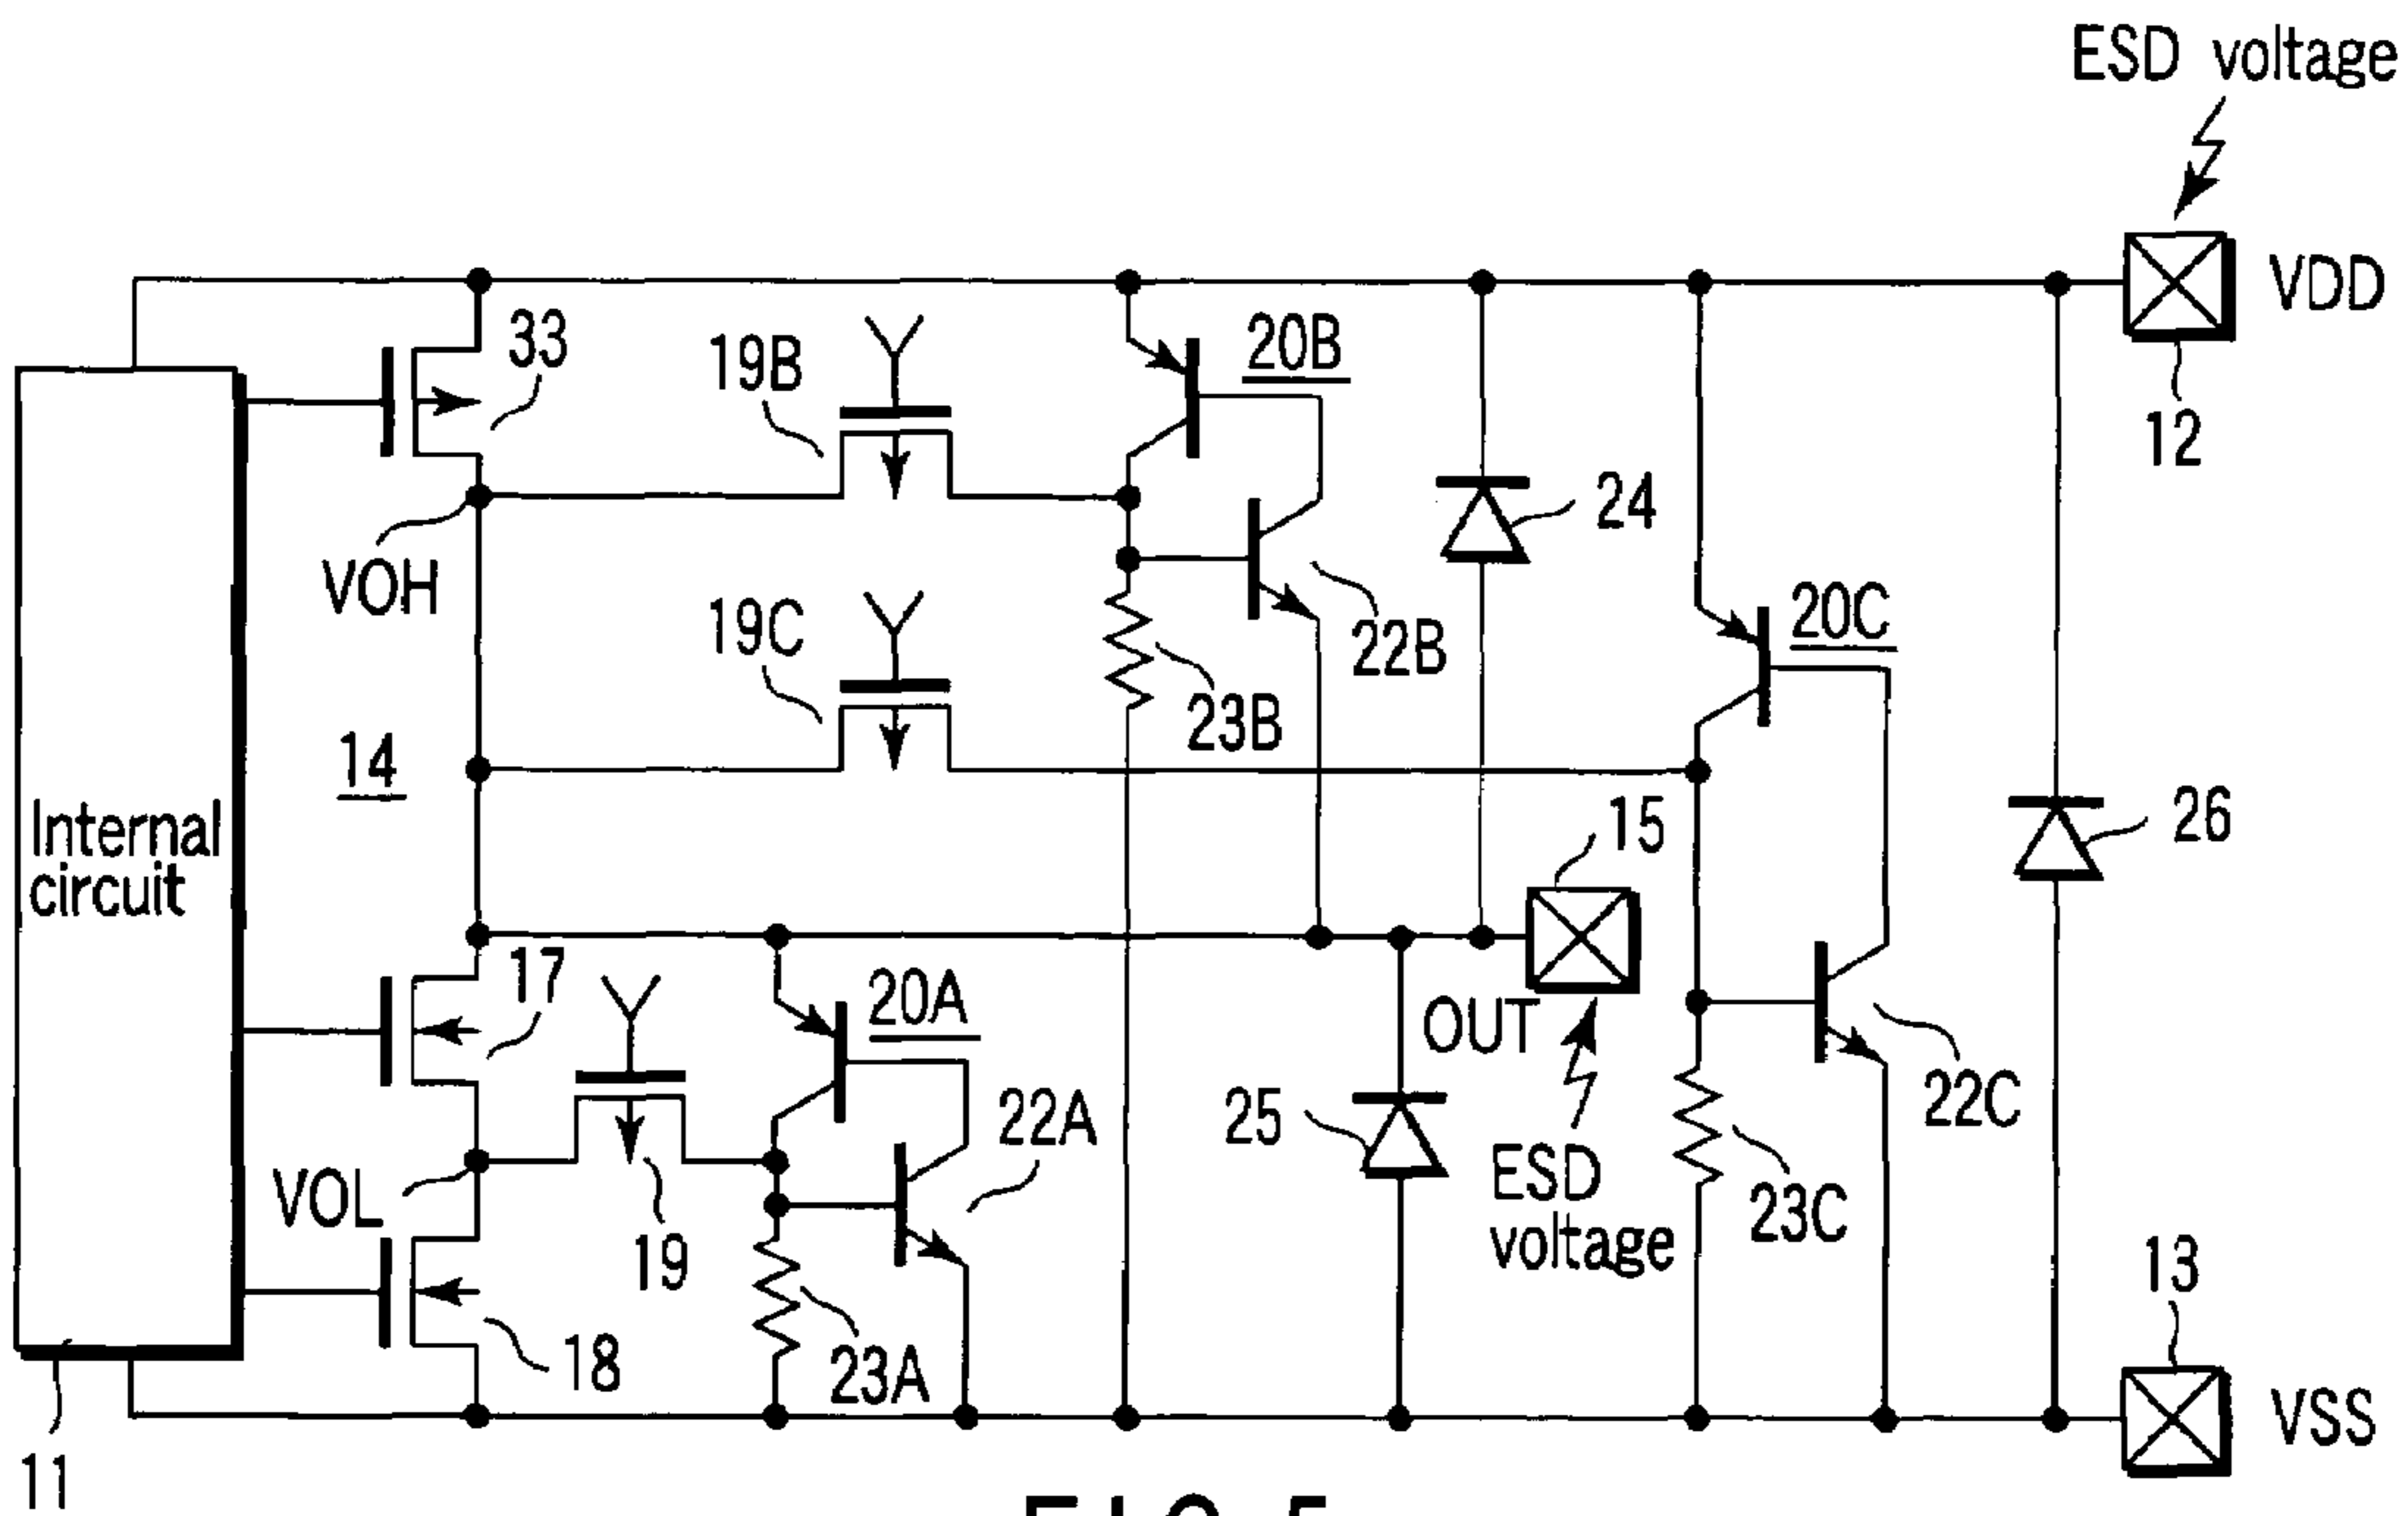 ESD voltage
VDD
12
33
19B
20B
24
VOH
19C
22B
20C
23B
14
15
26
Internal
circuit
17
20A
OUT
22C
25
22A
ESD
voltage
VOL
19
23C
13
18
23A
VSS
11